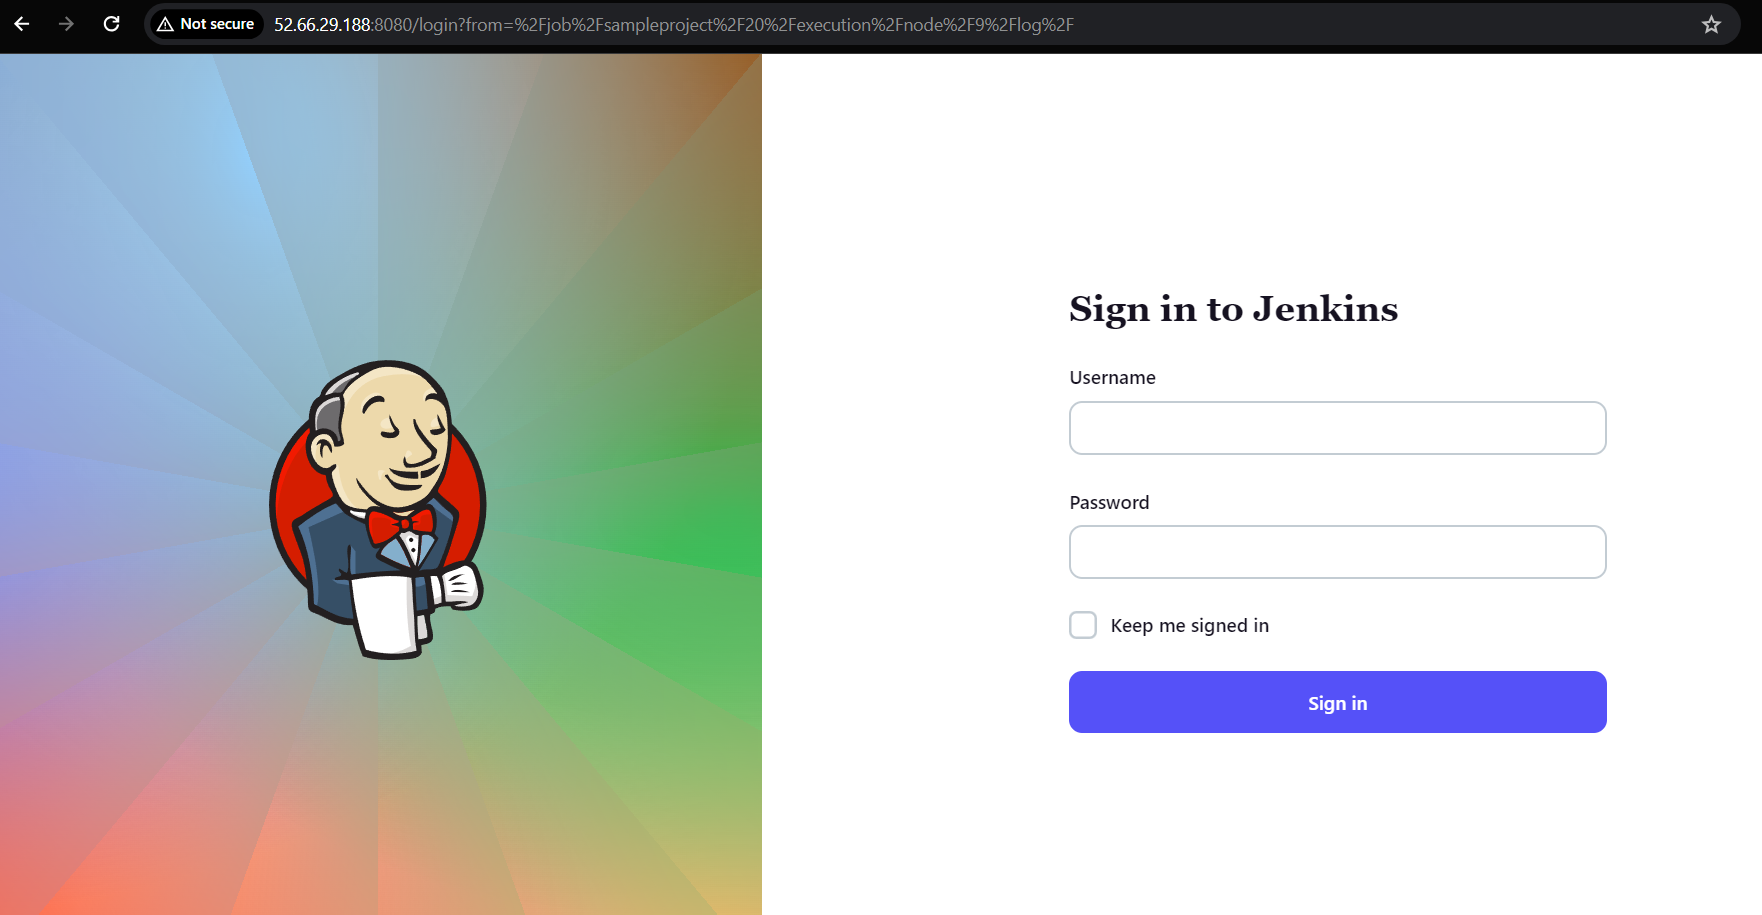 Not secure 52.66.29.188:8080/login?from=%2Fjob%2Fsampleproject%2F20%2Fexecution%2Fnode%2F9%2Flog%2F
Sign in to Jenkins
Username
Password
Keep me signed in
Sign in